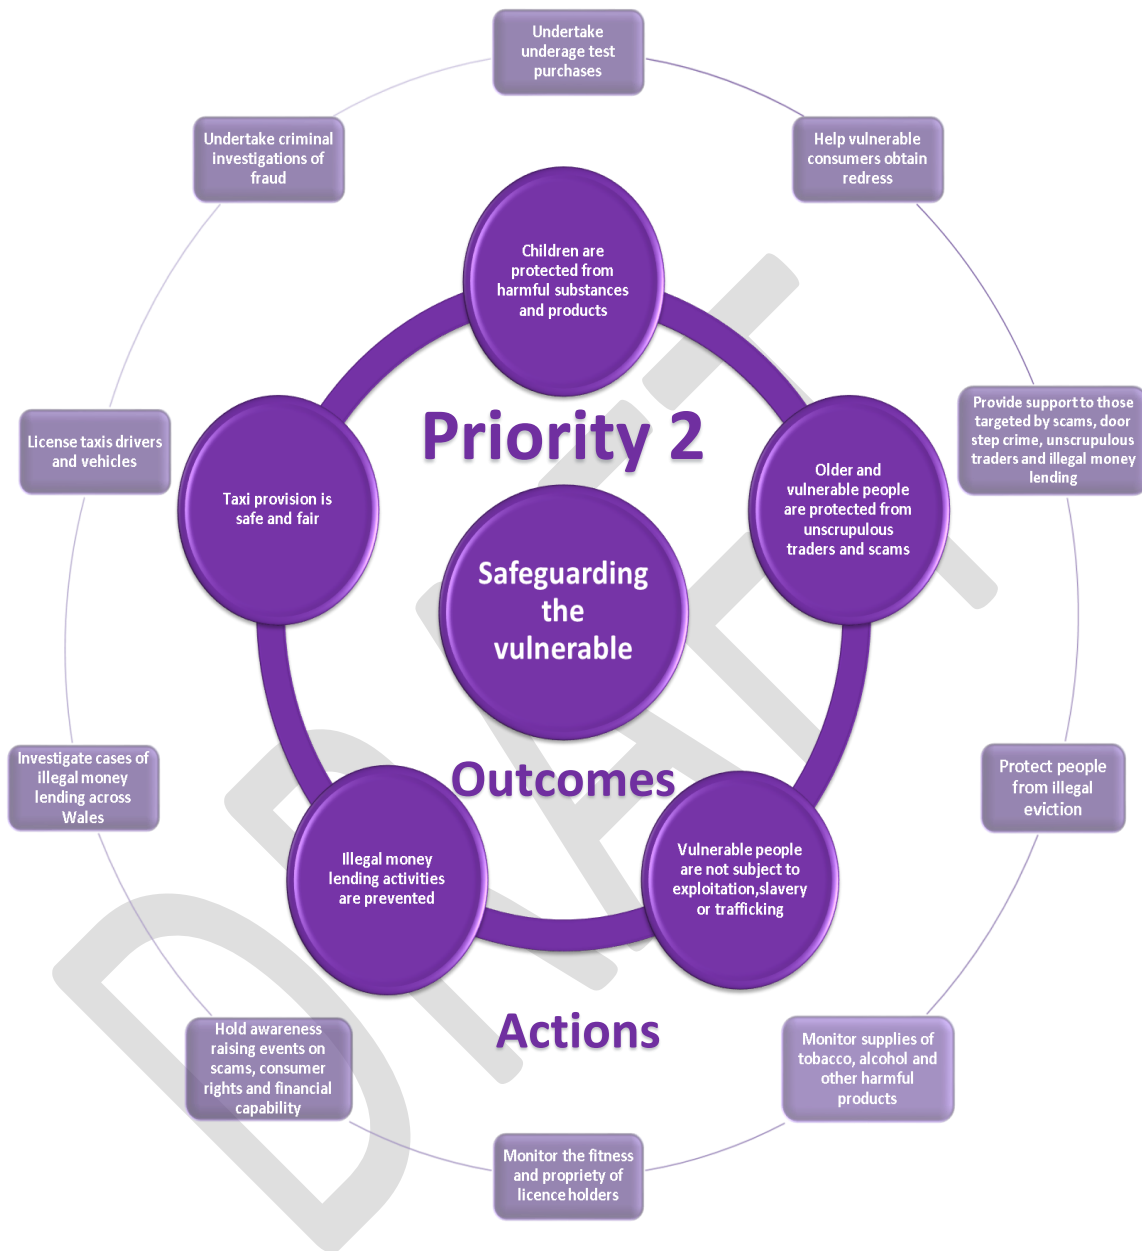 Undertake
underage test
purchases
Undertake criminal
investigations of
fraud
Help vulnerable
consumers obtain
redress
Children are
protected from
harmful substances
and products
Priority 2
License taxis drivers
and vehicles
Taxi provision is
safe and fair
Older and
vulnerable people
are protected from
unscrupulous
traders and scams
Provide support to those
targeted by scams, door
step crime, unscrupulous
traders and illegal money
lending
Safeguarding
the
vulnerable
Investigate cases of
illegal money
lending across
Wales
Outcomes
Protect people
from illegal
eviction
Illegal money
lending activities
are prevented
Vulnerable people
are not subject to
exploitation,slavery
or trafficking
Actions
Hold awareness
raising events on
scams, consumer
rights and financial
capability
Monitor supplies of
tobacco, alcohol and
other harmful
products
Monitor the fitness
and propriety of
licence holders
DRAFT